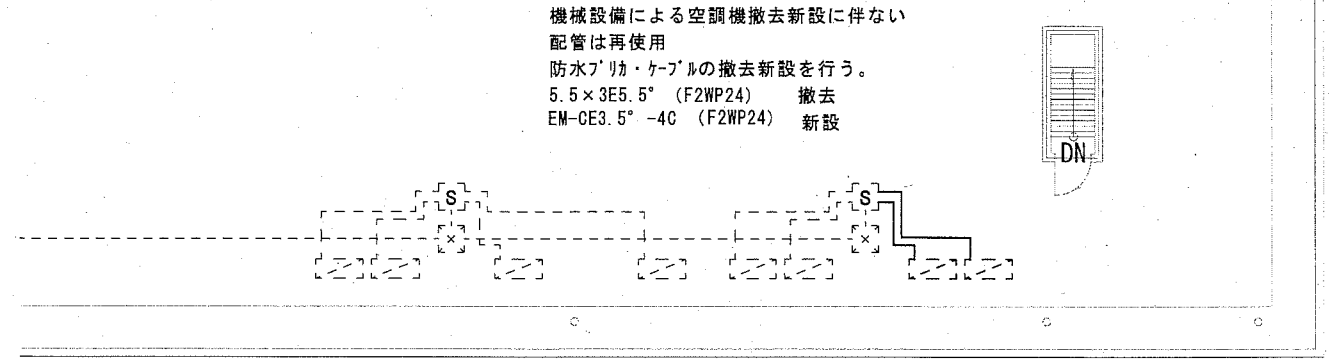 機械設備による空調機撤去新設に伴ない
配管は再使用
防水ﾌﾟﾘｶ・ｹｰﾌﾞﾙの撤去新設を行う。
5.5×3E5.5° (F2WP24) 撤去
EM-CE3.5°-4C (F2WP24) 新設
DN
S
S